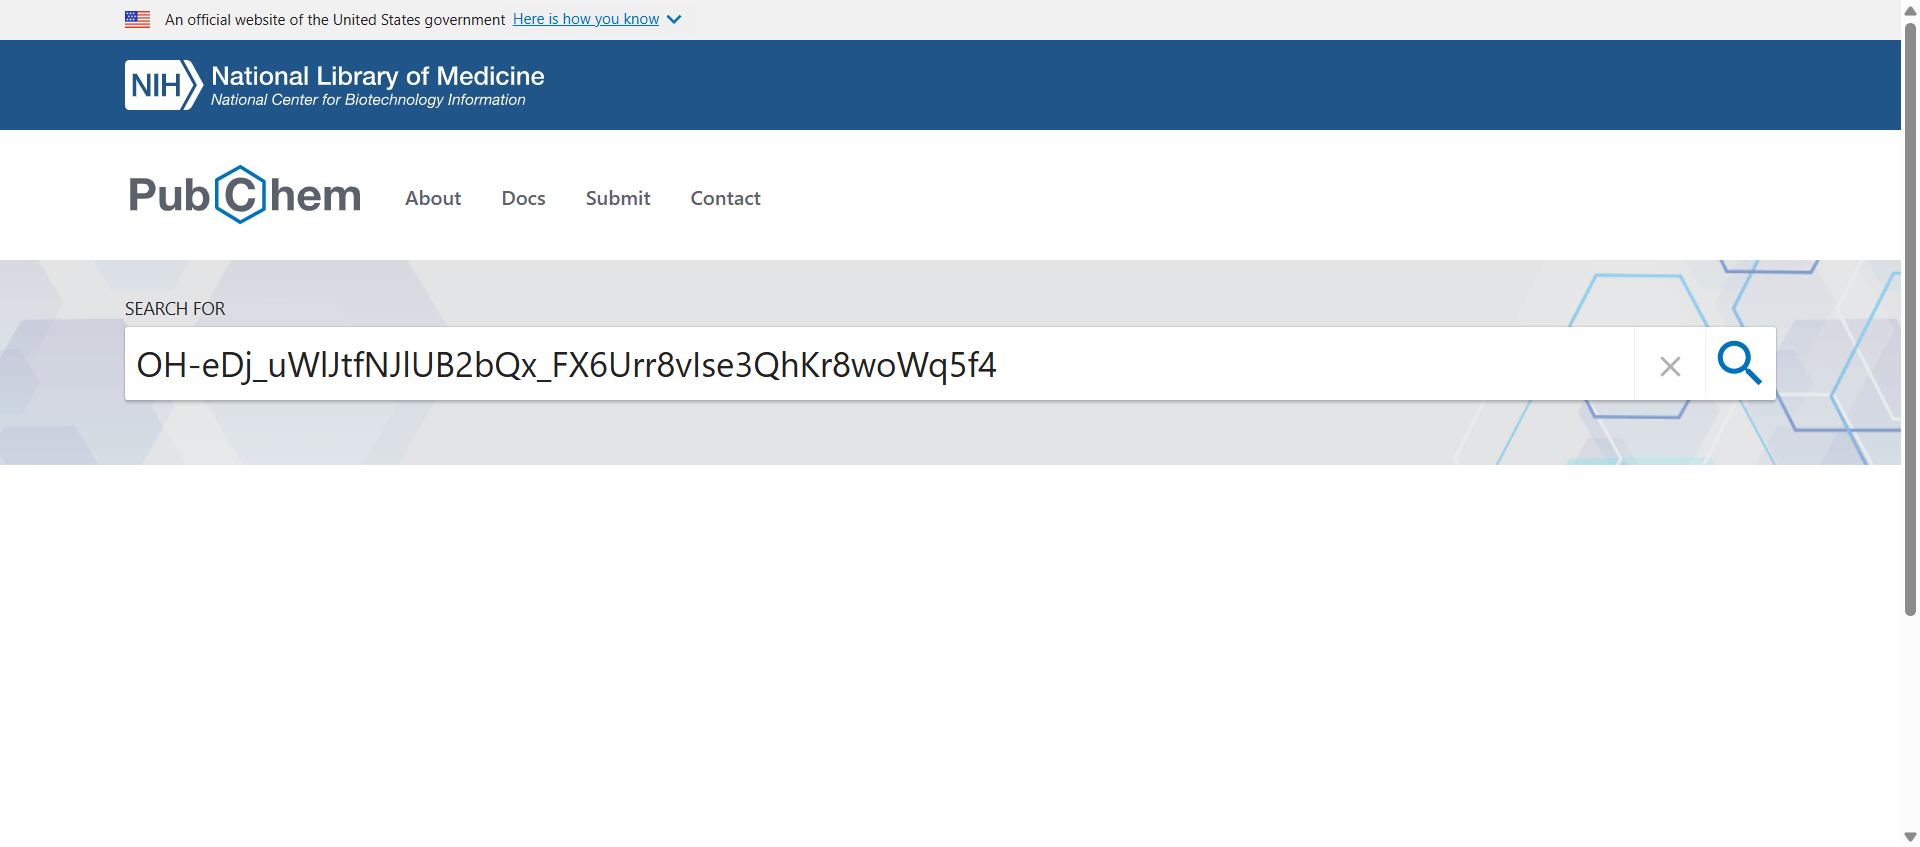 An official website of the United States government Here is how you know
NIH National Library of Medicine
National Center for Biotechnology Information
PubChem About Docs Submit Contact
SEARCH FOR
OH-eDj_uWlJtfNJlUB2bQx_FX6Urr8vIse3QhKr8woWq5f4